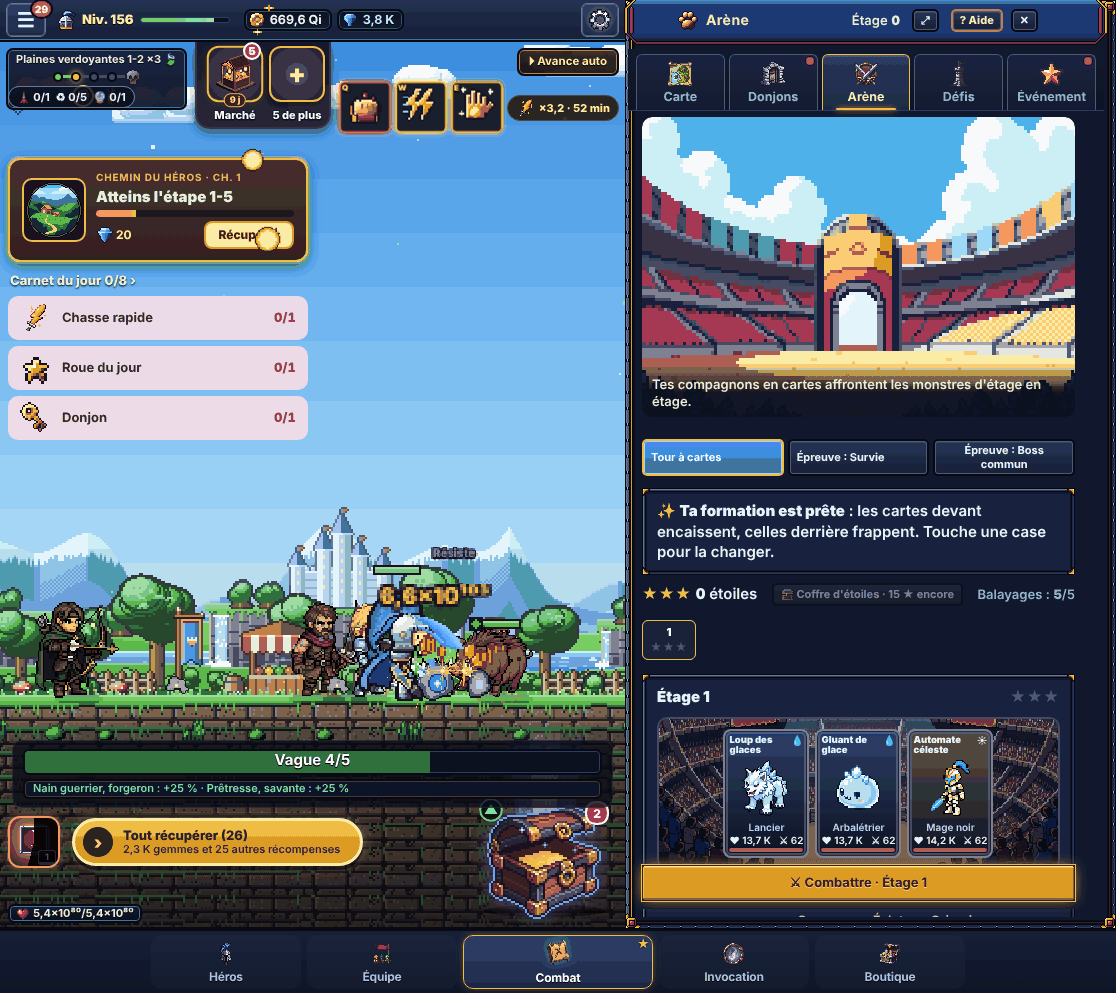 29
Niv. 156
669,6 Qi
3,8 K
Plaines verdoyantes 1-2 ×3
0/1
0/5
0/1
5
9 j
Marché
5 de plus
Q
W
E
Avance auto
×3,2 · 52 min
CHEMIN DU HÉROS · CH. 1
Atteins l'étape 1-5
20
Récup
Carnet du jour 0/8 ›
Chasse rapide
0/1
Roue du jour
0/1
Donjon
0/1
Résiste
Vague 4/5
Nain guerrier, forgeron : +25 % · Prêtresse, savante : +25 %
1
Tout récupérer (26)
2,3 K gemmes et 25 autres récompenses
2
5,4×10⁸⁰/5,4×10⁸⁰
Arène
Étage 0
? Aide
×
Carte
Donjons
Arène
Défis
Événement
Tes compagnons en cartes affrontent les monstres d'étage en
étage.
Tour à cartes
Épreuve : Survie
Épreuve : Boss
commun
✨ Ta formation est prête : les cartes devant
encaissent, celles derrière frappent. Touche une case
pour la changer.
★★★ 0 étoiles
Coffre d'étoiles · 15 ★ encore
Balayages : 5/5
1
★★★
Étage 1
★★★
Loup des
glaces
Lancier
♥ 13,7 K ⚔ 62
Gluant de
glace
Arbalétrier
♥ 13,7 K ⚔ 62
Automate
céleste
Mage noir
♥ 14,2 K ⚔ 62
⚔ Combattre · Étage 1
Héros
Équipe
Combat
Invocation
Boutique